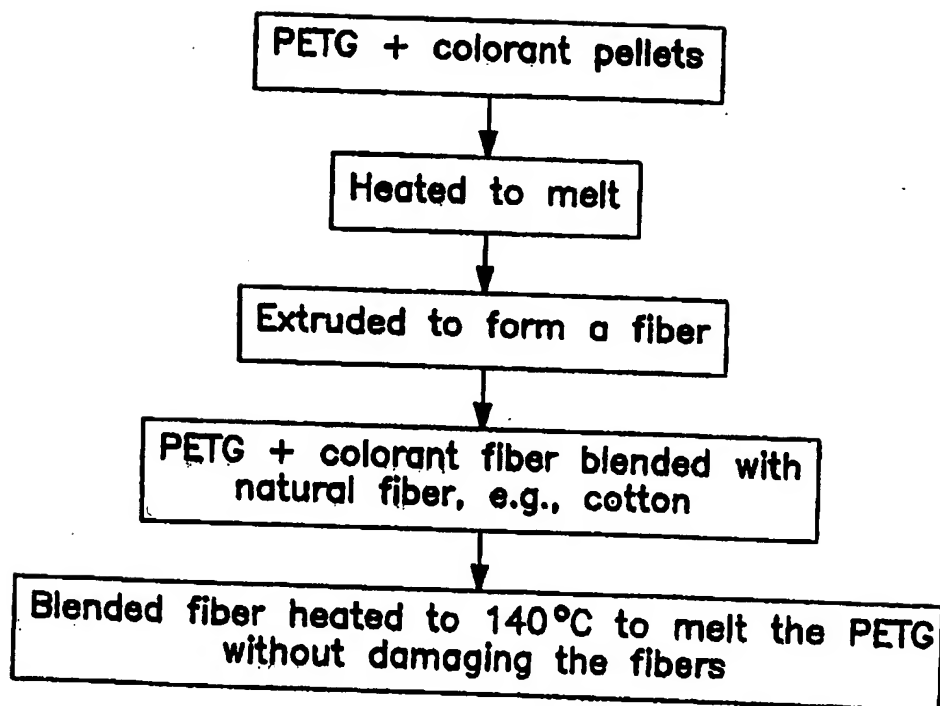 PETG + colorant pellets
Heated to melt
Extruded to form a fiber
PETG + colorant fiber blended with
natural fiber, e.g., cotton
Blended fiber heated to 140°C to melt the PETG
without damaging the fibers